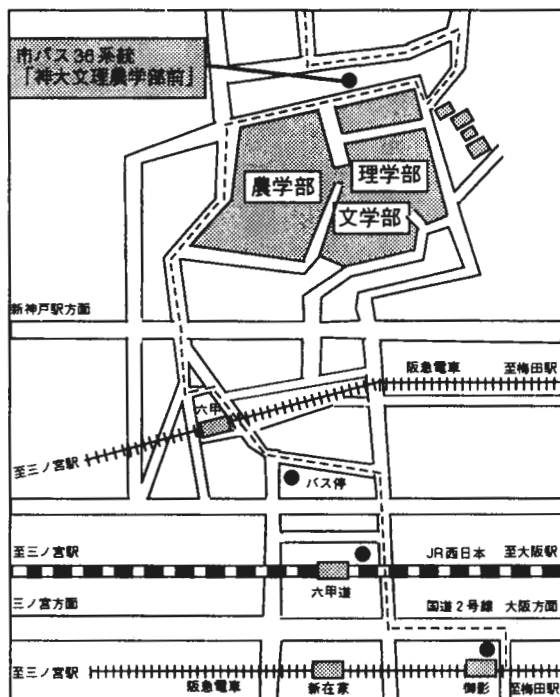 市バス36系統
「神大文理農学部前」
農学部
理学部
文学部
新神戸駅方面
阪急電車
至梅田駅
六甲
至三ノ宮駅
バス停
至三ノ宮駅
JR西日本
至大阪駅
六甲道
三ノ宮方面
国道2号線 大阪方面
至三ノ宮駅
阪急電車
新在家
御影
至梅田駅